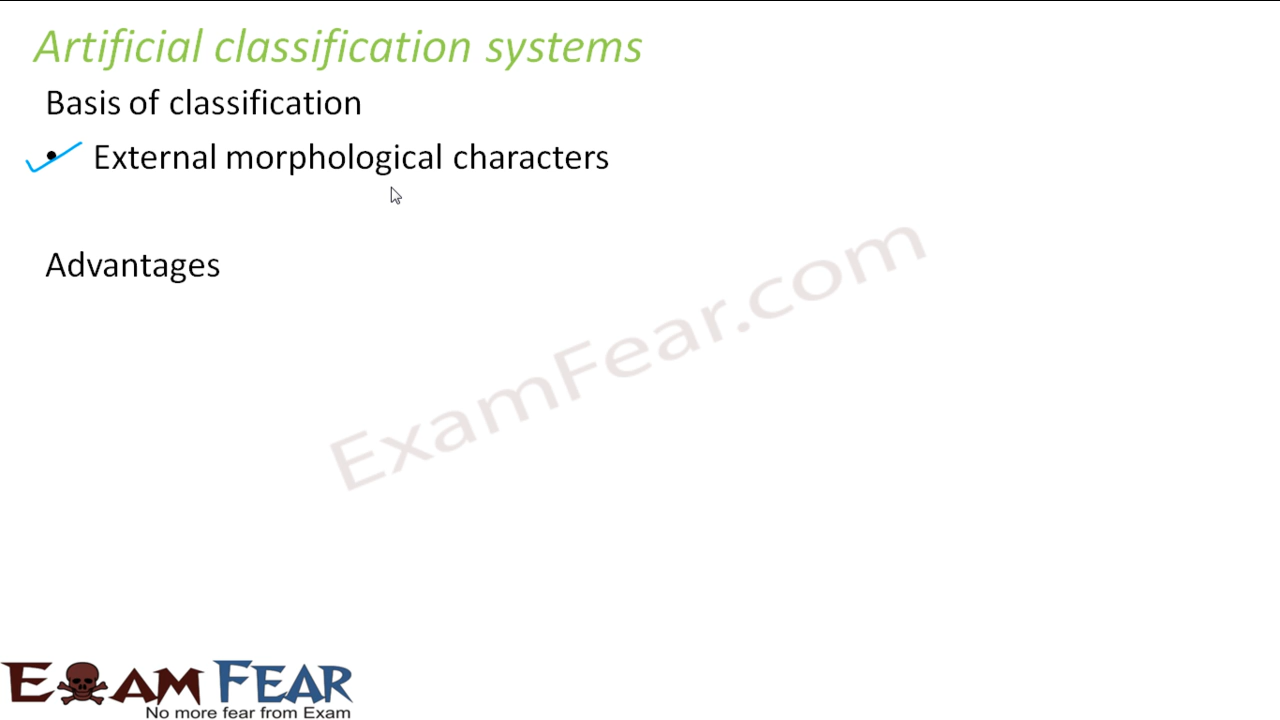 Artificial classification systems
Basis of classification
• External morphological characters
Advantages
ExamFear.com
EXAM FEAR
No more fear from Exam